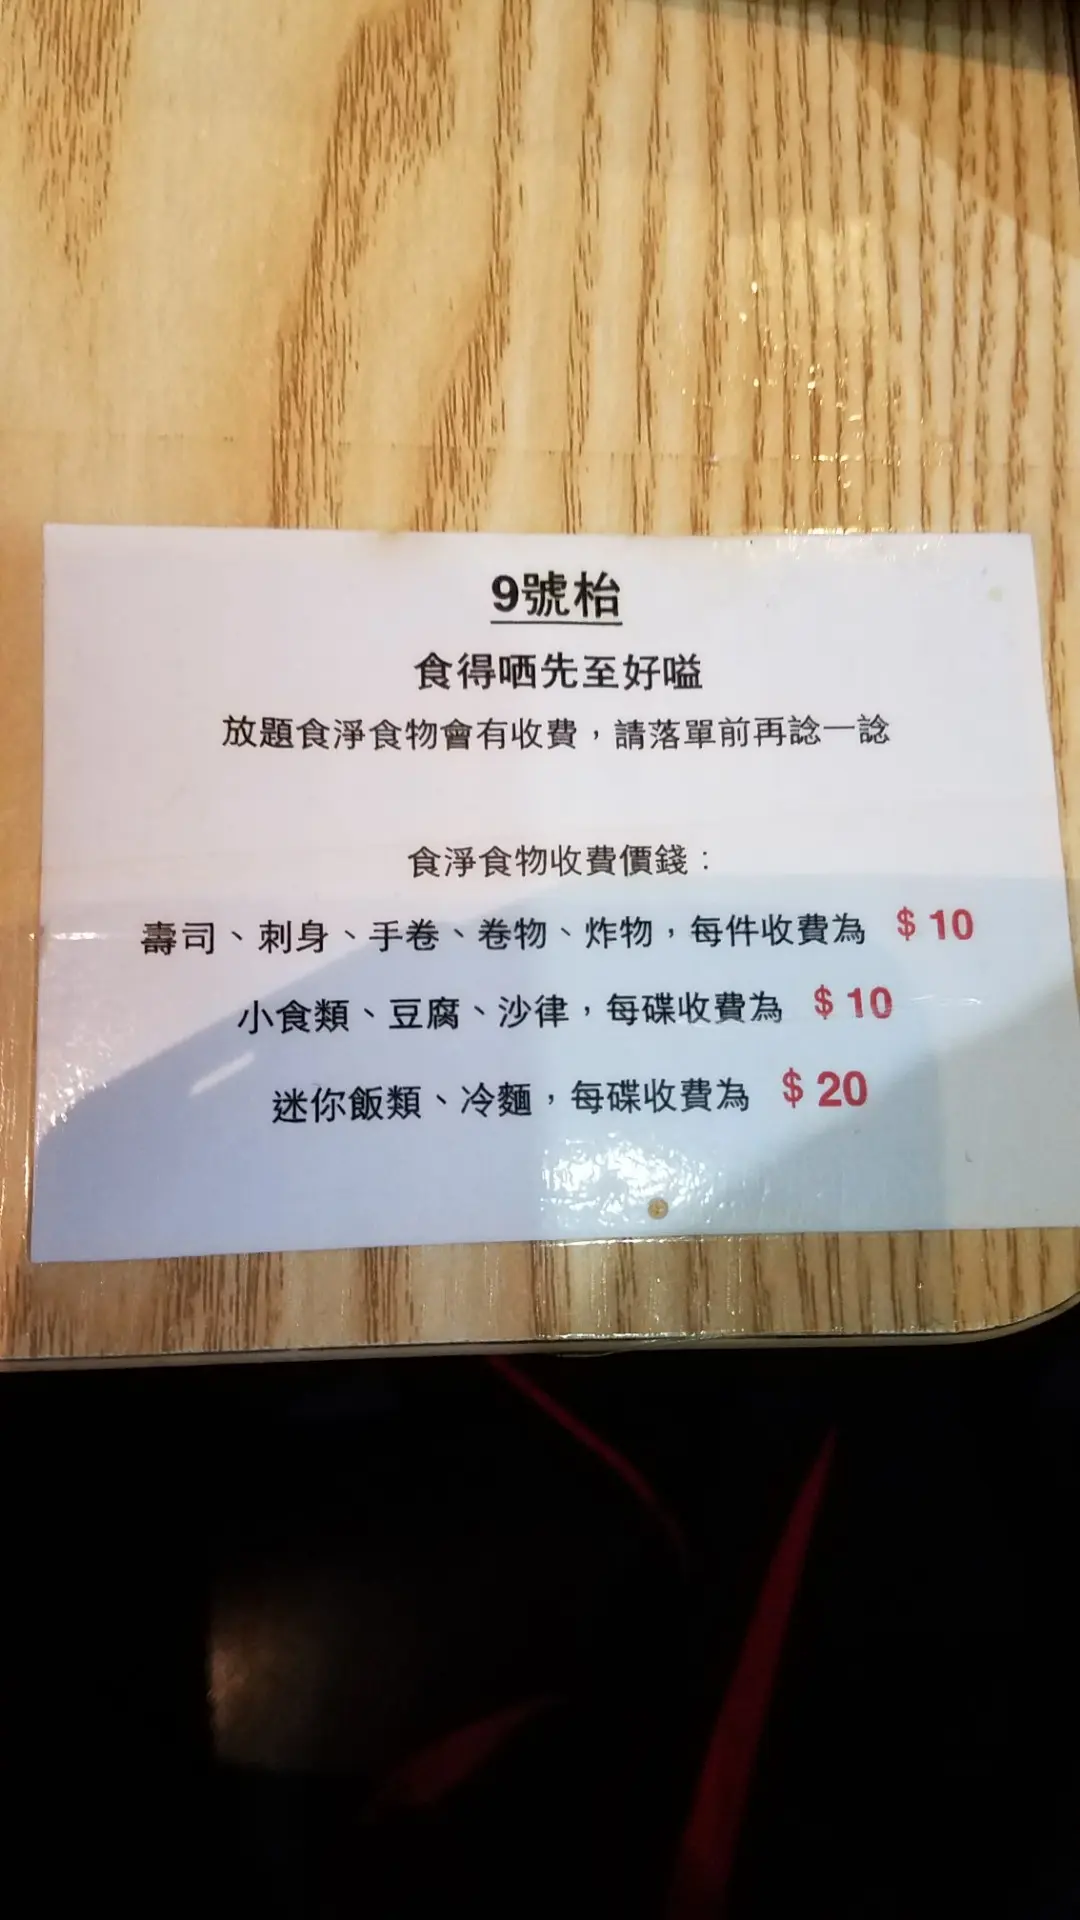 9號枱
食得哂先至好嗌
放題食淨食物會有收費，請落單前再諗一諗
食淨食物收費價錢：
壽司、刺身、手卷、卷物、炸物，每件收費為 $10
小食類、豆腐、沙律，每碟收費為 $10
迷你飯類、冷麵，每碟收費為 $20